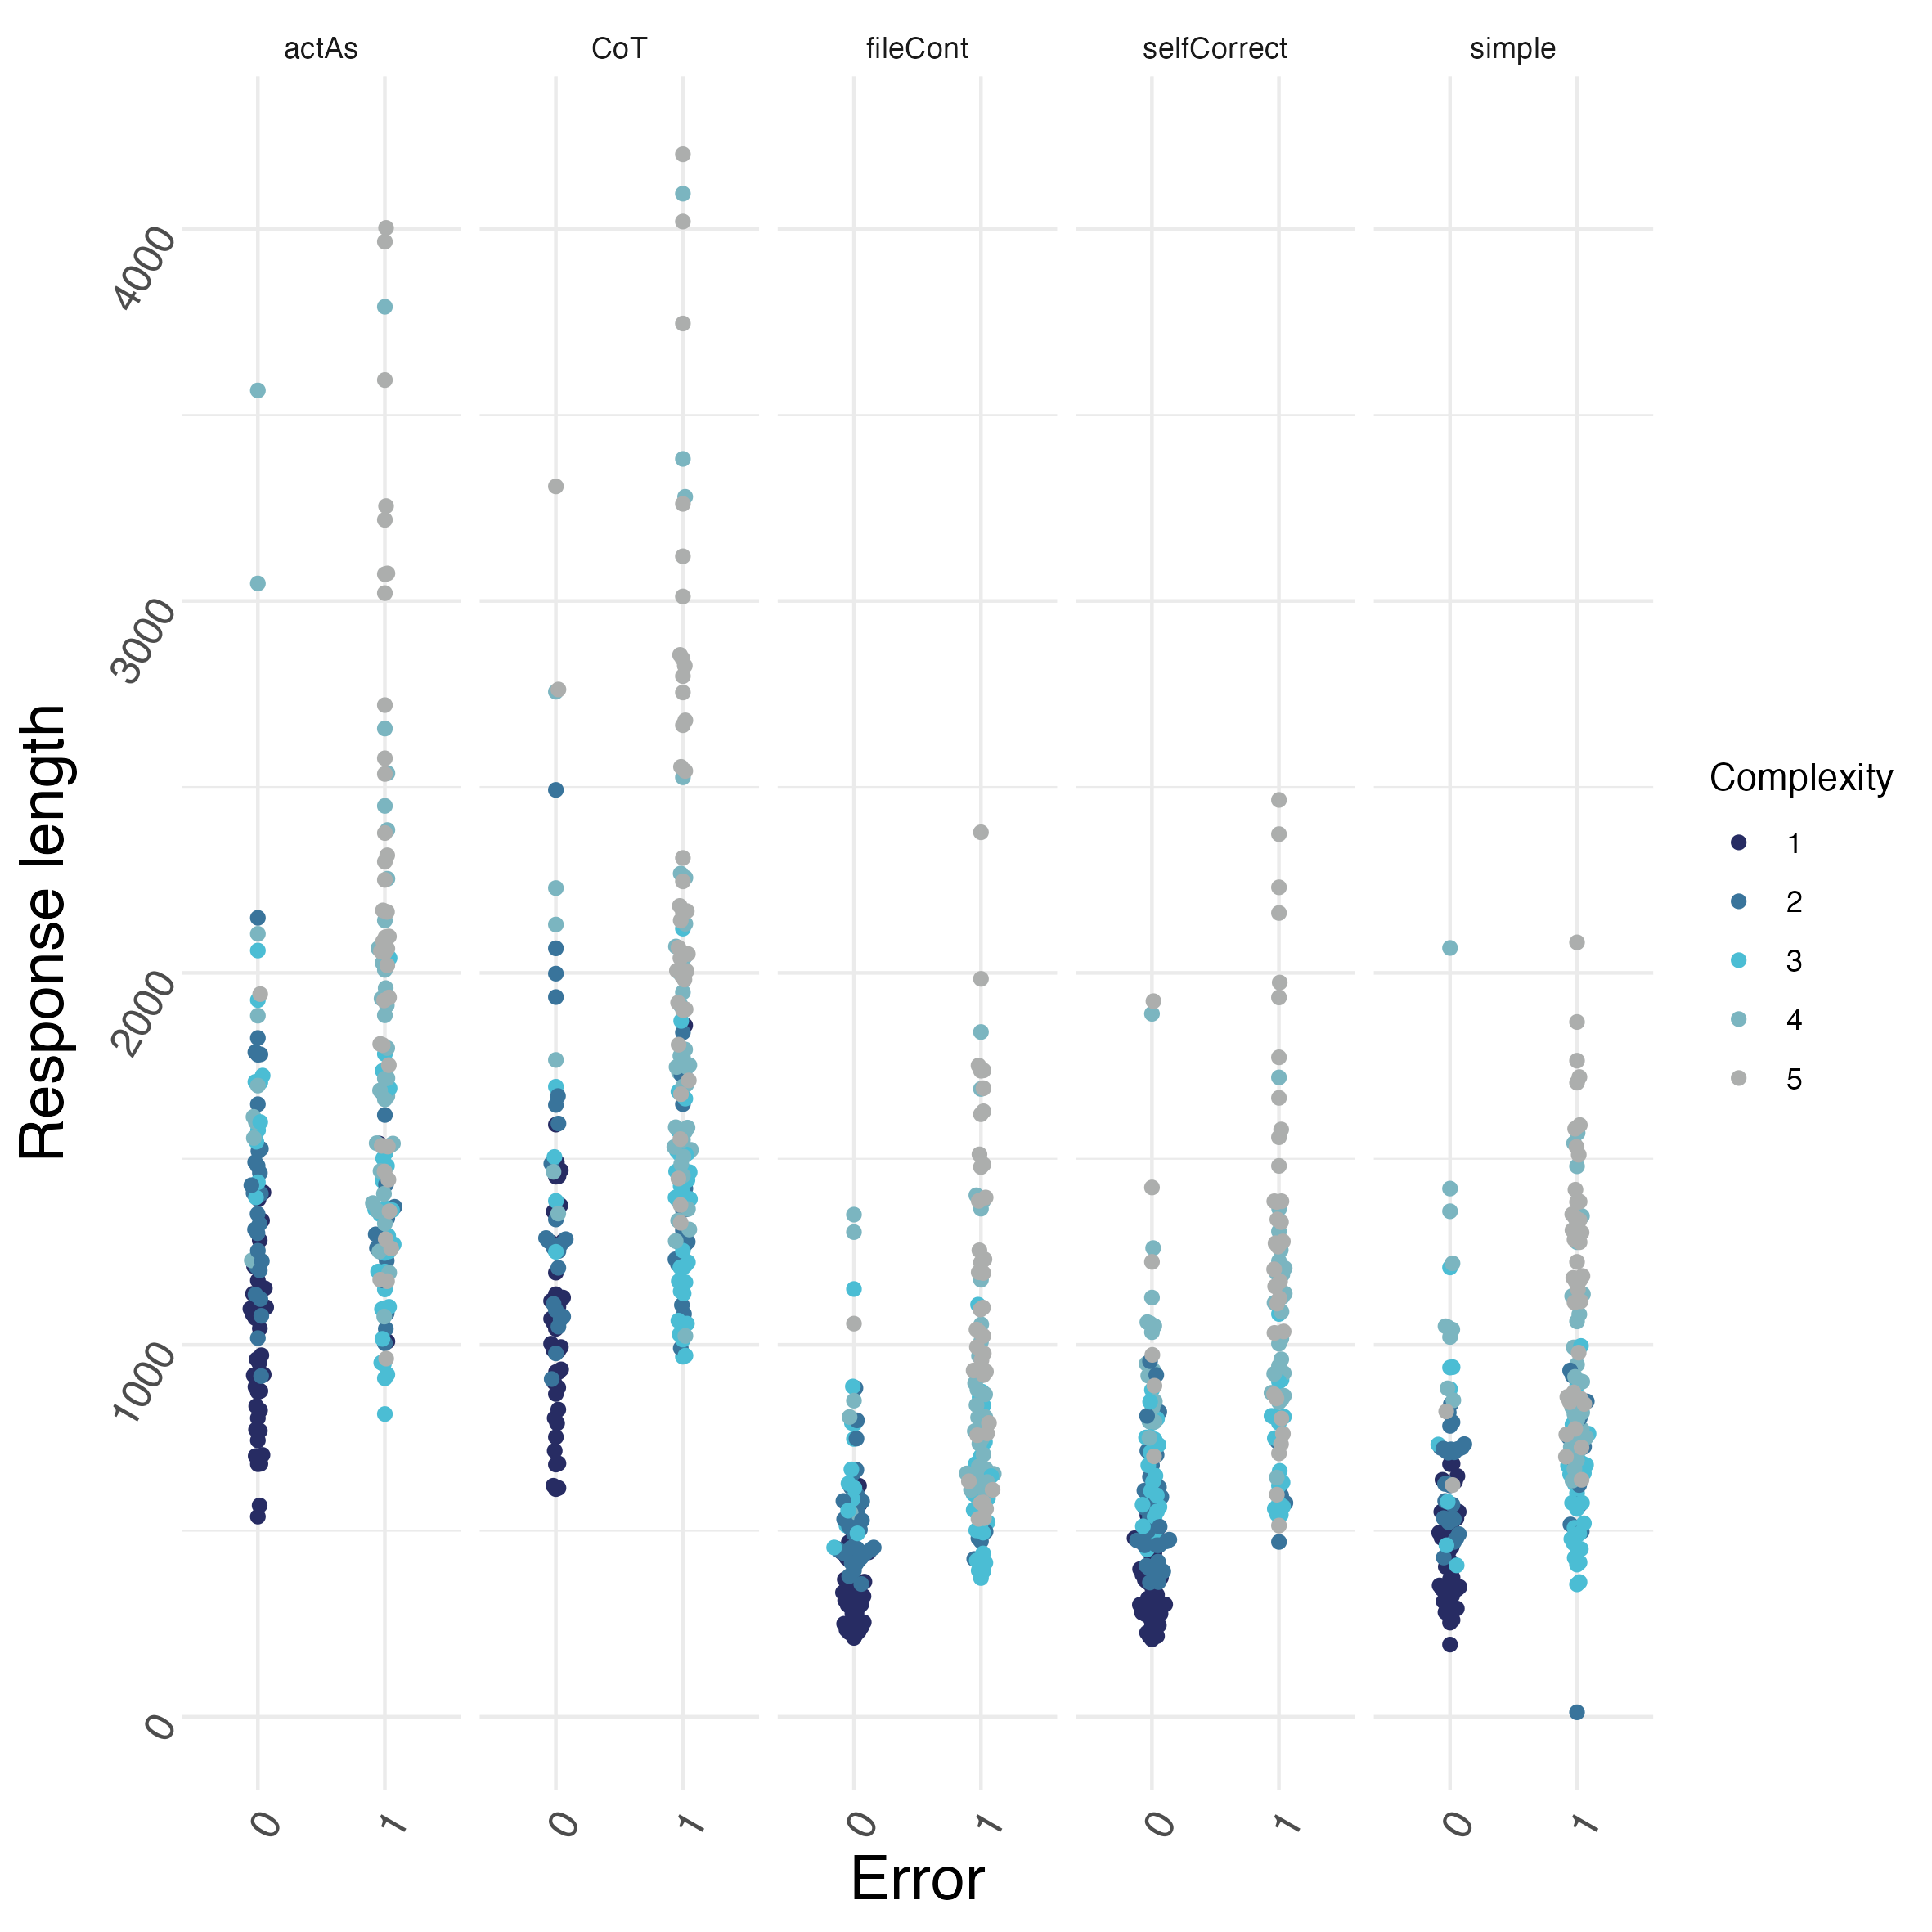 actAs CoT fileCont selfCorrect simple
Response length
4000
3000
2000
1000
0
0 1 0 1 0 1 0 1 0 1
Error
Complexity
1
2
3
4
5